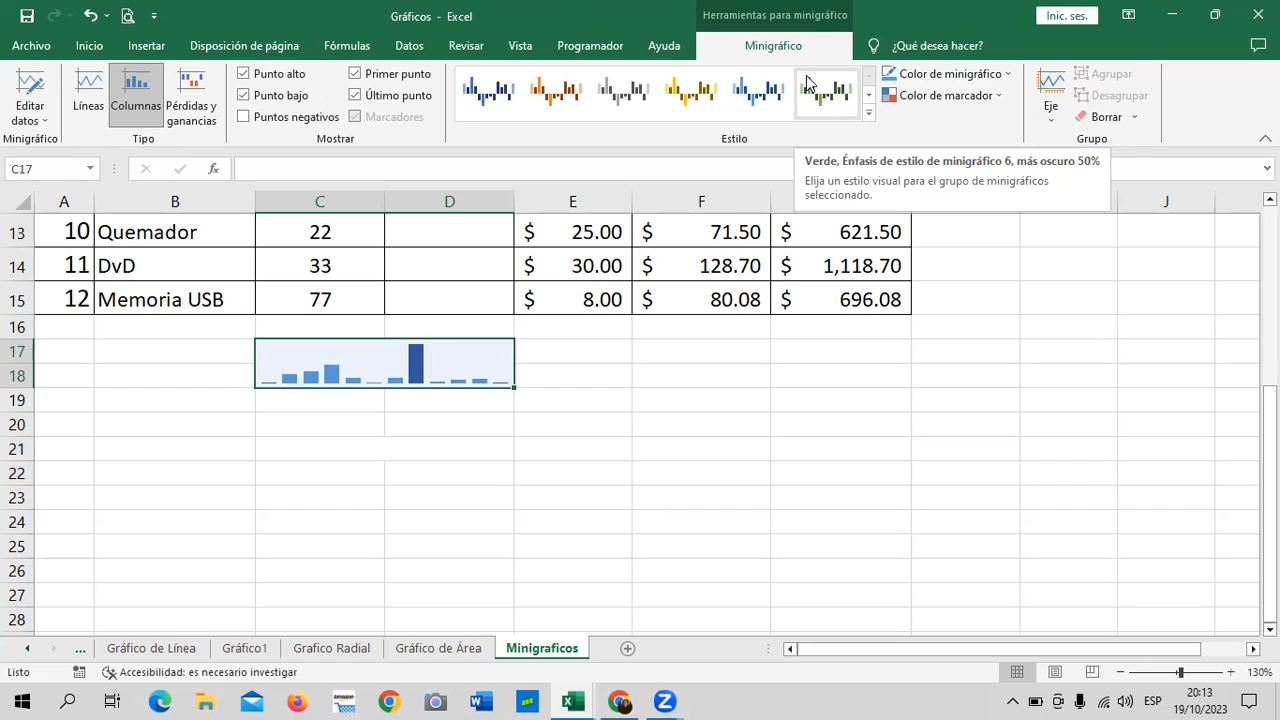 Gráficos - Excel
Herramientas para minigráfico
Inic. ses.
Archivo Inicio Insertar Disposición de página Fórmulas Datos Revisar Vista Programador Ayuda Minigráfico ¿Qué desea hacer?
Editar datos
Líneas
Columnas
Pérdidas y ganancias
Punto alto
Primer punto
Punto bajo
Último punto
Puntos negativos
Marcadores
Color de minigráfico
Color de marcador
Eje
Agrupar
Desagrupar
Borrar
Minigráfico Tipo Mostrar Estilo Grupo
C17
fx
Verde, Énfasis de estilo de minigráfico 6, más oscuro 50%
Elija un estilo visual para el grupo de minigráficos
seleccionado.
A B C D E F J
13 10 Quemador 22 $ 25.00 $ 71.50 $ 621.50
14 11 DvD 33 $ 30.00 $ 128.70 $ 1,118.70
15 12 Memoria USB 77 $ 8.00 $ 80.08 $ 696.08
16
17
18
19
20
21
22
23
24
25
26
27
28
... Gráfico de Línea Gráfico1 Grafico Radial Gráfico de Área Minigraficos
Listo Accesibilidad: es necesario investigar 130%
amazon
ESP
20:13
19/10/2023